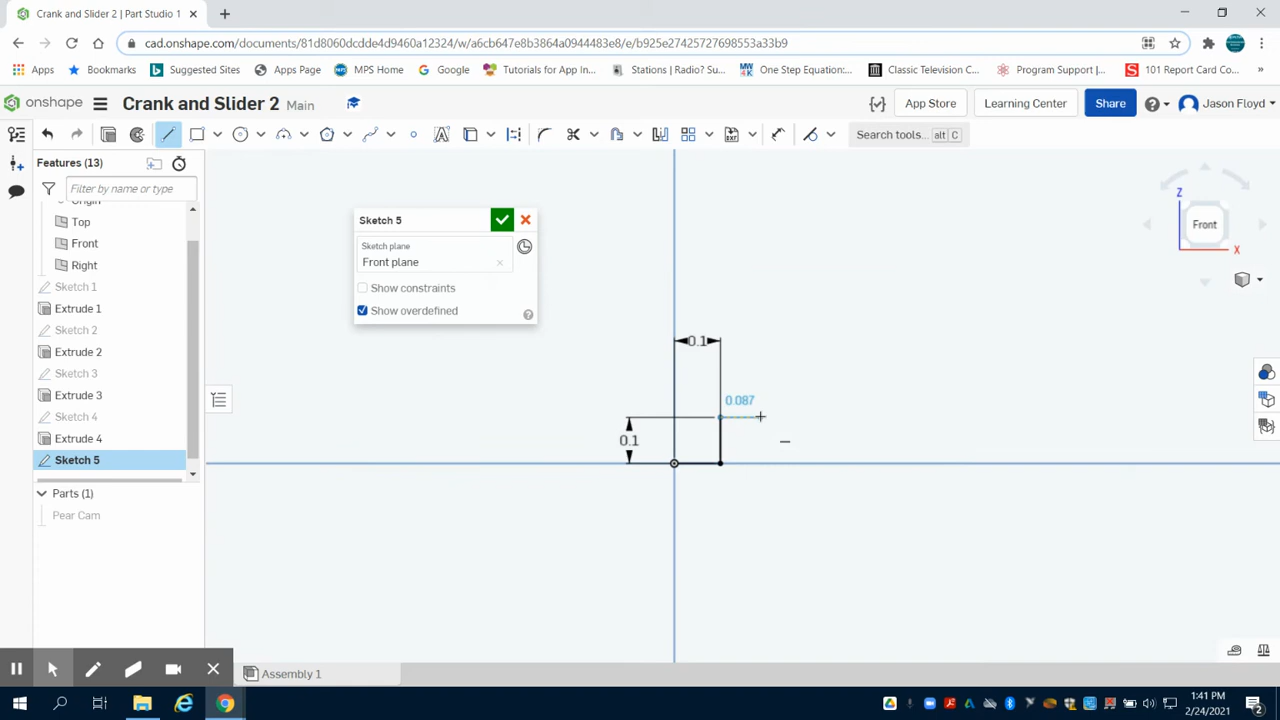 Crank and Slider 2 | Part Studio 1
cad.onshape.com/documents/81d8060dcdde4d9460a12324/w/a6cb647e8b3864a0944483e8/e/b925e27425727698553a33b9
Apps
Bookmarks
Suggested Sites
Apps Page
MPS Home
Google
Tutorials for App In...
Stations | Radio? Su...
One Step Equation:...
Classic Television C...
Program Support |...
101 Report Card Co...
»
onshape
Crank and Slider 2
Main
App Store
Learning Center
Share
Jason Floyd
Search tools...
alt
C
Features (13)
Filter by name or type
Origin
Top
Front
Right
Sketch 1
Extrude 1
Sketch 2
Extrude 2
Sketch 3
Extrude 3
Sketch 4
Extrude 4
Sketch 5
Parts (1)
Pear Cam
Sketch 5
Sketch plane
Front plane
Show constraints
Show overdefined
0.1
0.087
0.1
Z
Front
X
Assembly 1
1:41 PM
2/24/2021
2